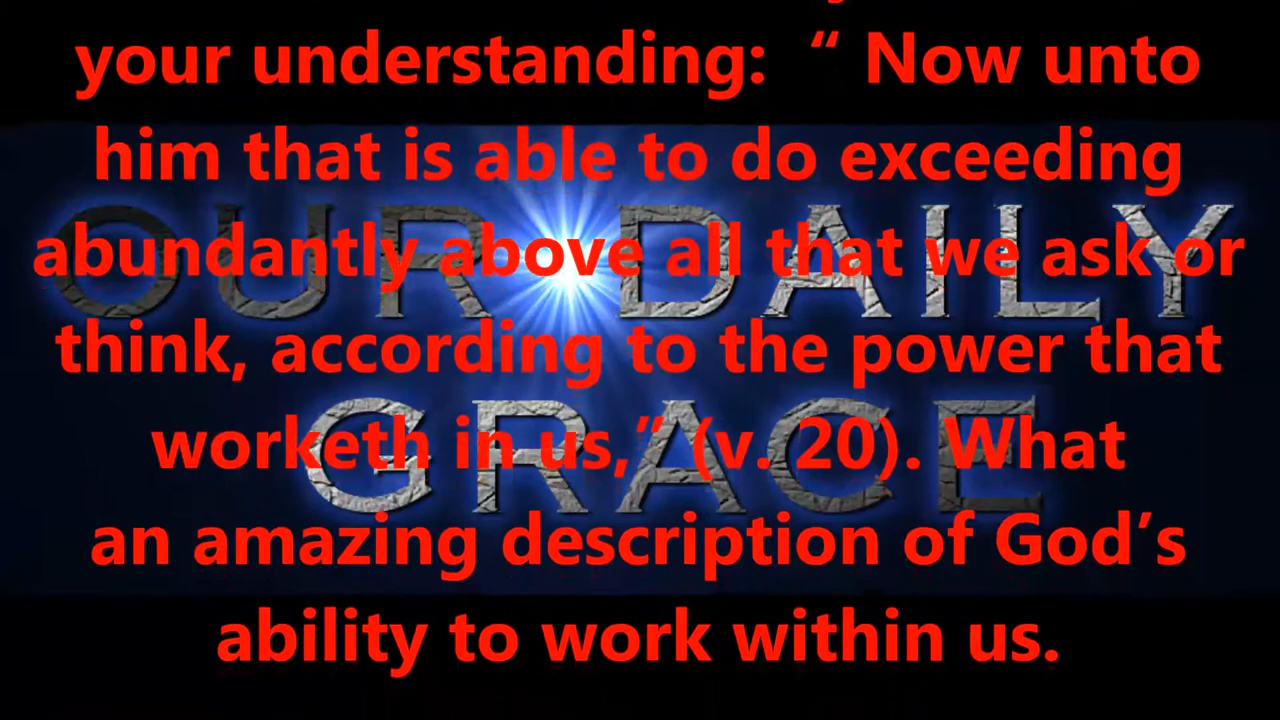 your understanding: “ Now unto
him that is able to do exceeding
abundantly above all that we ask or
think, according to the power that
worketh in us,” (v. 20). What
an amazing description of God’s
ability to work within us.
OUR DAILY
GRACE